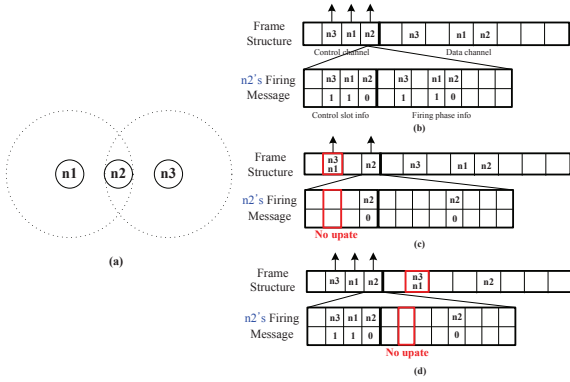 n1 n2 n3
(a)
Frame Structure
n3 n1 n2 n3 n1 n2
Control channel Data channel
n2's Firing Message
n3 n1 n2 n3 n1 n2
1 1 0 1 1 0
Control slot info Firing phase info
(b)
Frame Structure
n3 n1 n2 n3 n1 n2
n2's Firing Message
n2 n2
0 0
No upate
(c)
Frame Structure
n3 n1 n2 n3 n1 n2
n2's Firing Message
n3 n1 n2 n2
1 1 0 0
No upate
(d)